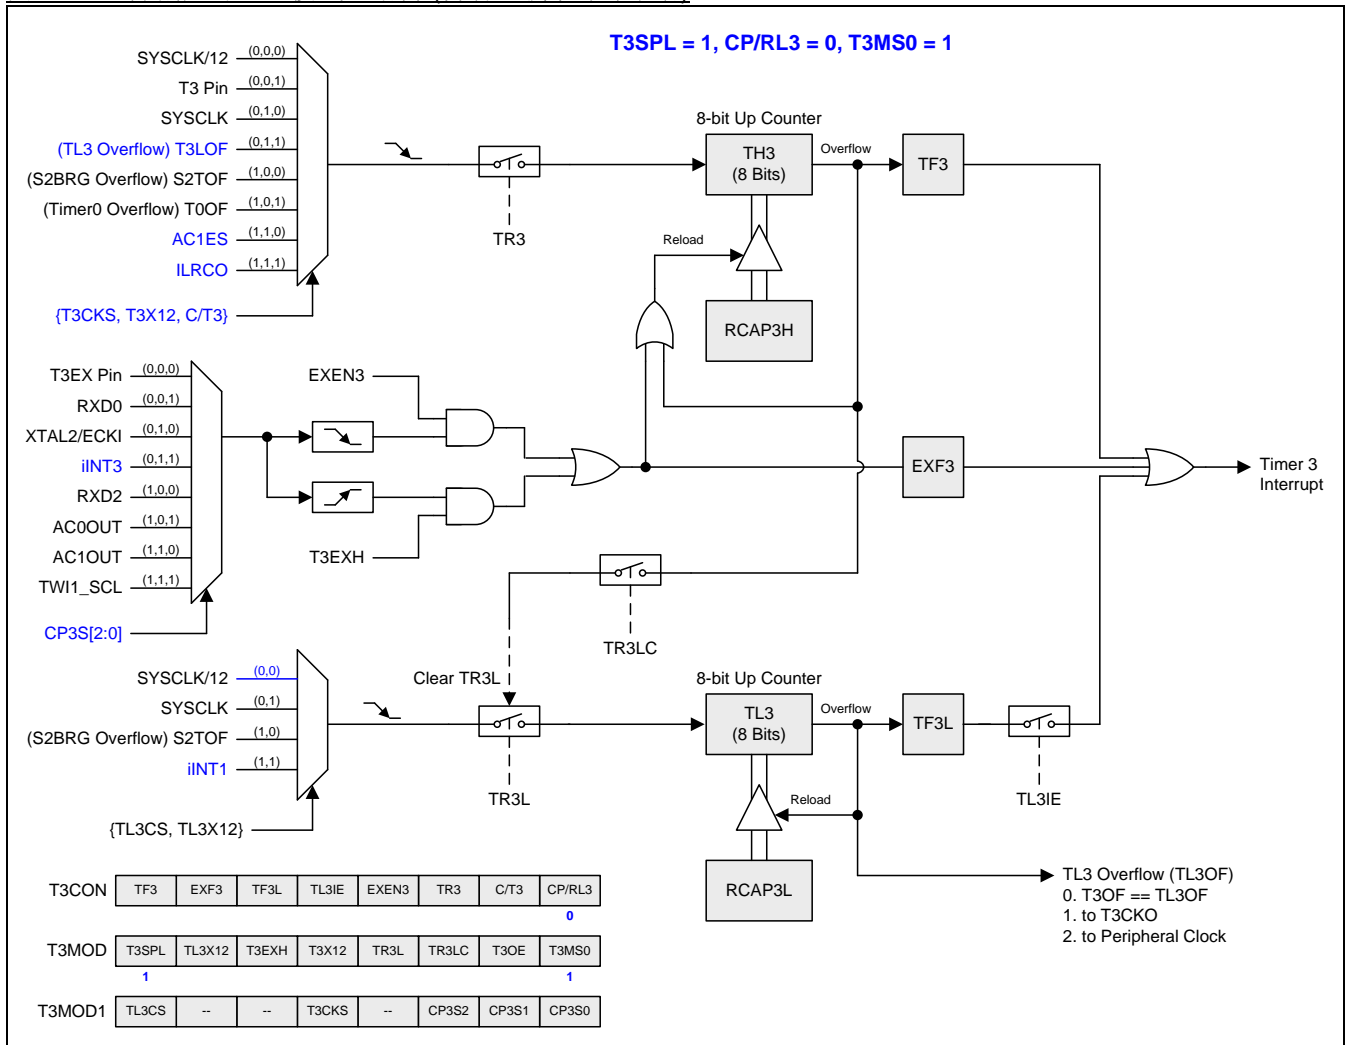 T3SPL = 1, CP/RL3 = 0, T3MS0 = 1
SYSCLK/12 (0,0,0)
T3 Pin (0,0,1)
SYSCLK (0,1,0)
(TL3 Overflow) T3LOF (0,1,1)
(S2BRG Overflow) S2TOF (1,0,0)
(Timer0 Overflow) T0OF (1,0,1)
AC1ES (1,1,0)
ILRCO (1,1,1)
{T3CKS, T3X12, C/T3}
TR3
8-bit Up Counter
TH3
(8 Bits)
Overflow
TF3
Reload
RCAP3H
T3EX Pin (0,0,0)
RXD0 (0,0,1)
XTAL2/ECKI (0,1,0)
iINT3 (0,1,1)
RXD2 (1,0,0)
AC0OUT (1,0,1)
AC1OUT (1,1,0)
TWI1_SCL (1,1,1)
CP3S[2:0]
EXEN3
T3EXH
EXF3
Timer 3
Interrupt
TR3LC
Clear TR3L
SYSCLK/12 (0,0)
SYSCLK (0,1)
(S2BRG Overflow) S2TOF (1,0)
iINT1 (1,1)
{TL3CS, TL3X12}
TR3L
8-bit Up Counter
TL3
(8 Bits)
Overflow
TF3L
TL3IE
Reload
RCAP3L
TL3 Overflow (TL3OF)
0. T3OF == TL3OF
1. to T3CKO
2. to Peripheral Clock
T3CON TF3 EXF3 TF3L TL3IE EXEN3 TR3 C/T3 CP/RL3
0
T3MOD T3SPL TL3X12 T3EXH T3X12 TR3L TR3LC T3OE T3MS0
1 1
T3MOD1 TL3CS -- -- T3CKS -- CP3S2 CP3S1 CP3S0